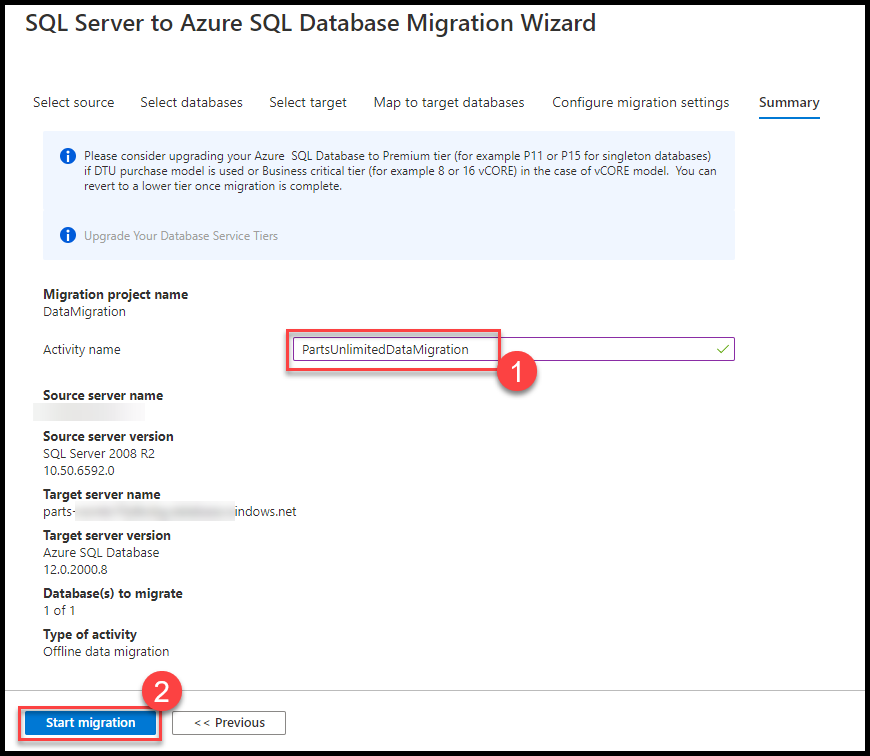 SQL Server to Azure SQL Database Migration Wizard
Select source Select databases Select target Map to target databases Configure migration settings Summary
Please consider upgrading your Azure SQL Database to Premium tier (for example P11 or P15 for singleton databases)
if DTU purchase model is used or Business critical tier (for example 8 or 16 vCORE) in the case of vCORE model. You can
revert to a lower tier once migration is complete.
Upgrade Your Database Service Tiers
Migration project name
DataMigration
Activity name PartsUnlimitedDataMigration
1
Source server name
Source server version
SQL Server 2008 R2
10.50.6592.0
Target server name
parts- indows.net
Target server version
Azure SQL Database
12.0.2000.8
Database(s) to migrate
1 of 1
Type of activity
Offline data migration
2
Start migration << Previous